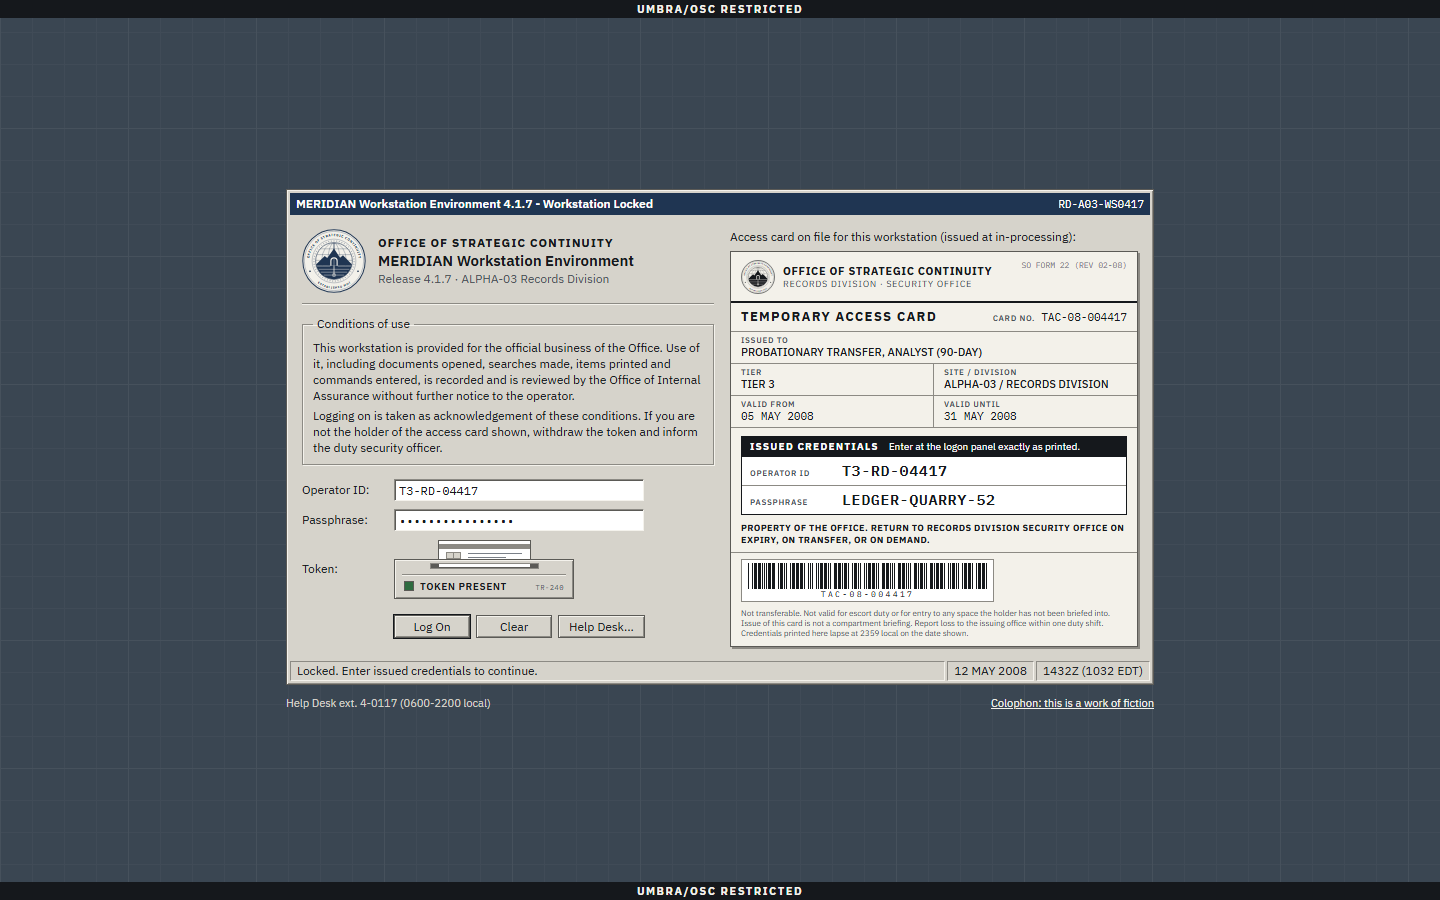 UMBRA/OSC RESTRICTED
MERIDIAN Workstation Environment 4.1.7 - Workstation Locked
RD-A03-WS0417
OFFICE OF STRATEGIC CONTINUITY
MERIDIAN Workstation Environment
Release 4.1.7 · ALPHA-03 Records Division
Conditions of use
This workstation is provided for the official business of the Office. Use of
it, including documents opened, searches made, items printed and
commands entered, is recorded and is reviewed by the Office of Internal
Assurance without further notice to the operator.
Logging on is taken as acknowledgement of these conditions. If you are
not the holder of the access card shown, withdraw the token and inform
the duty security officer.
Operator ID:
T3-RD-04417
Passphrase:
••••••••••••••••
Token:
TOKEN PRESENT
TR-240
Log On
Clear
Help Desk...
Access card on file for this workstation (issued at in-processing):
OFFICE OF STRATEGIC CONTINUITY
RECORDS DIVISION · SECURITY OFFICE
SO FORM 22 (REV 02-08)
TEMPORARY ACCESS CARD
CARD NO. TAC-08-004417
ISSUED TO
PROBATIONARY TRANSFER, ANALYST (90-DAY)
TIER
TIER 3
SITE / DIVISION
ALPHA-03 / RECORDS DIVISION
VALID FROM
05 MAY 2008
VALID UNTIL
31 MAY 2008
ISSUED CREDENTIALS Enter at the logon panel exactly as printed.
OPERATOR ID
T3-RD-04417
PASSPHRASE
LEDGER-QUARRY-52
PROPERTY OF THE OFFICE. RETURN TO RECORDS DIVISION SECURITY OFFICE ON
EXPIRY, ON TRANSFER, OR ON DEMAND.
TAC-08-004417
Not transferable. Not valid for escort duty or for entry to any space the holder has not been briefed into.
Issue of this card is not a compartment briefing. Report loss to the issuing office within one duty shift.
Credentials printed here lapse at 2359 local on the date shown.
Locked. Enter issued credentials to continue.
12 MAY 2008
1432Z (1032 EDT)
Help Desk ext. 4-0117 (0600-2200 local)
Colophon: this is a work of fiction
UMBRA/OSC RESTRICTED